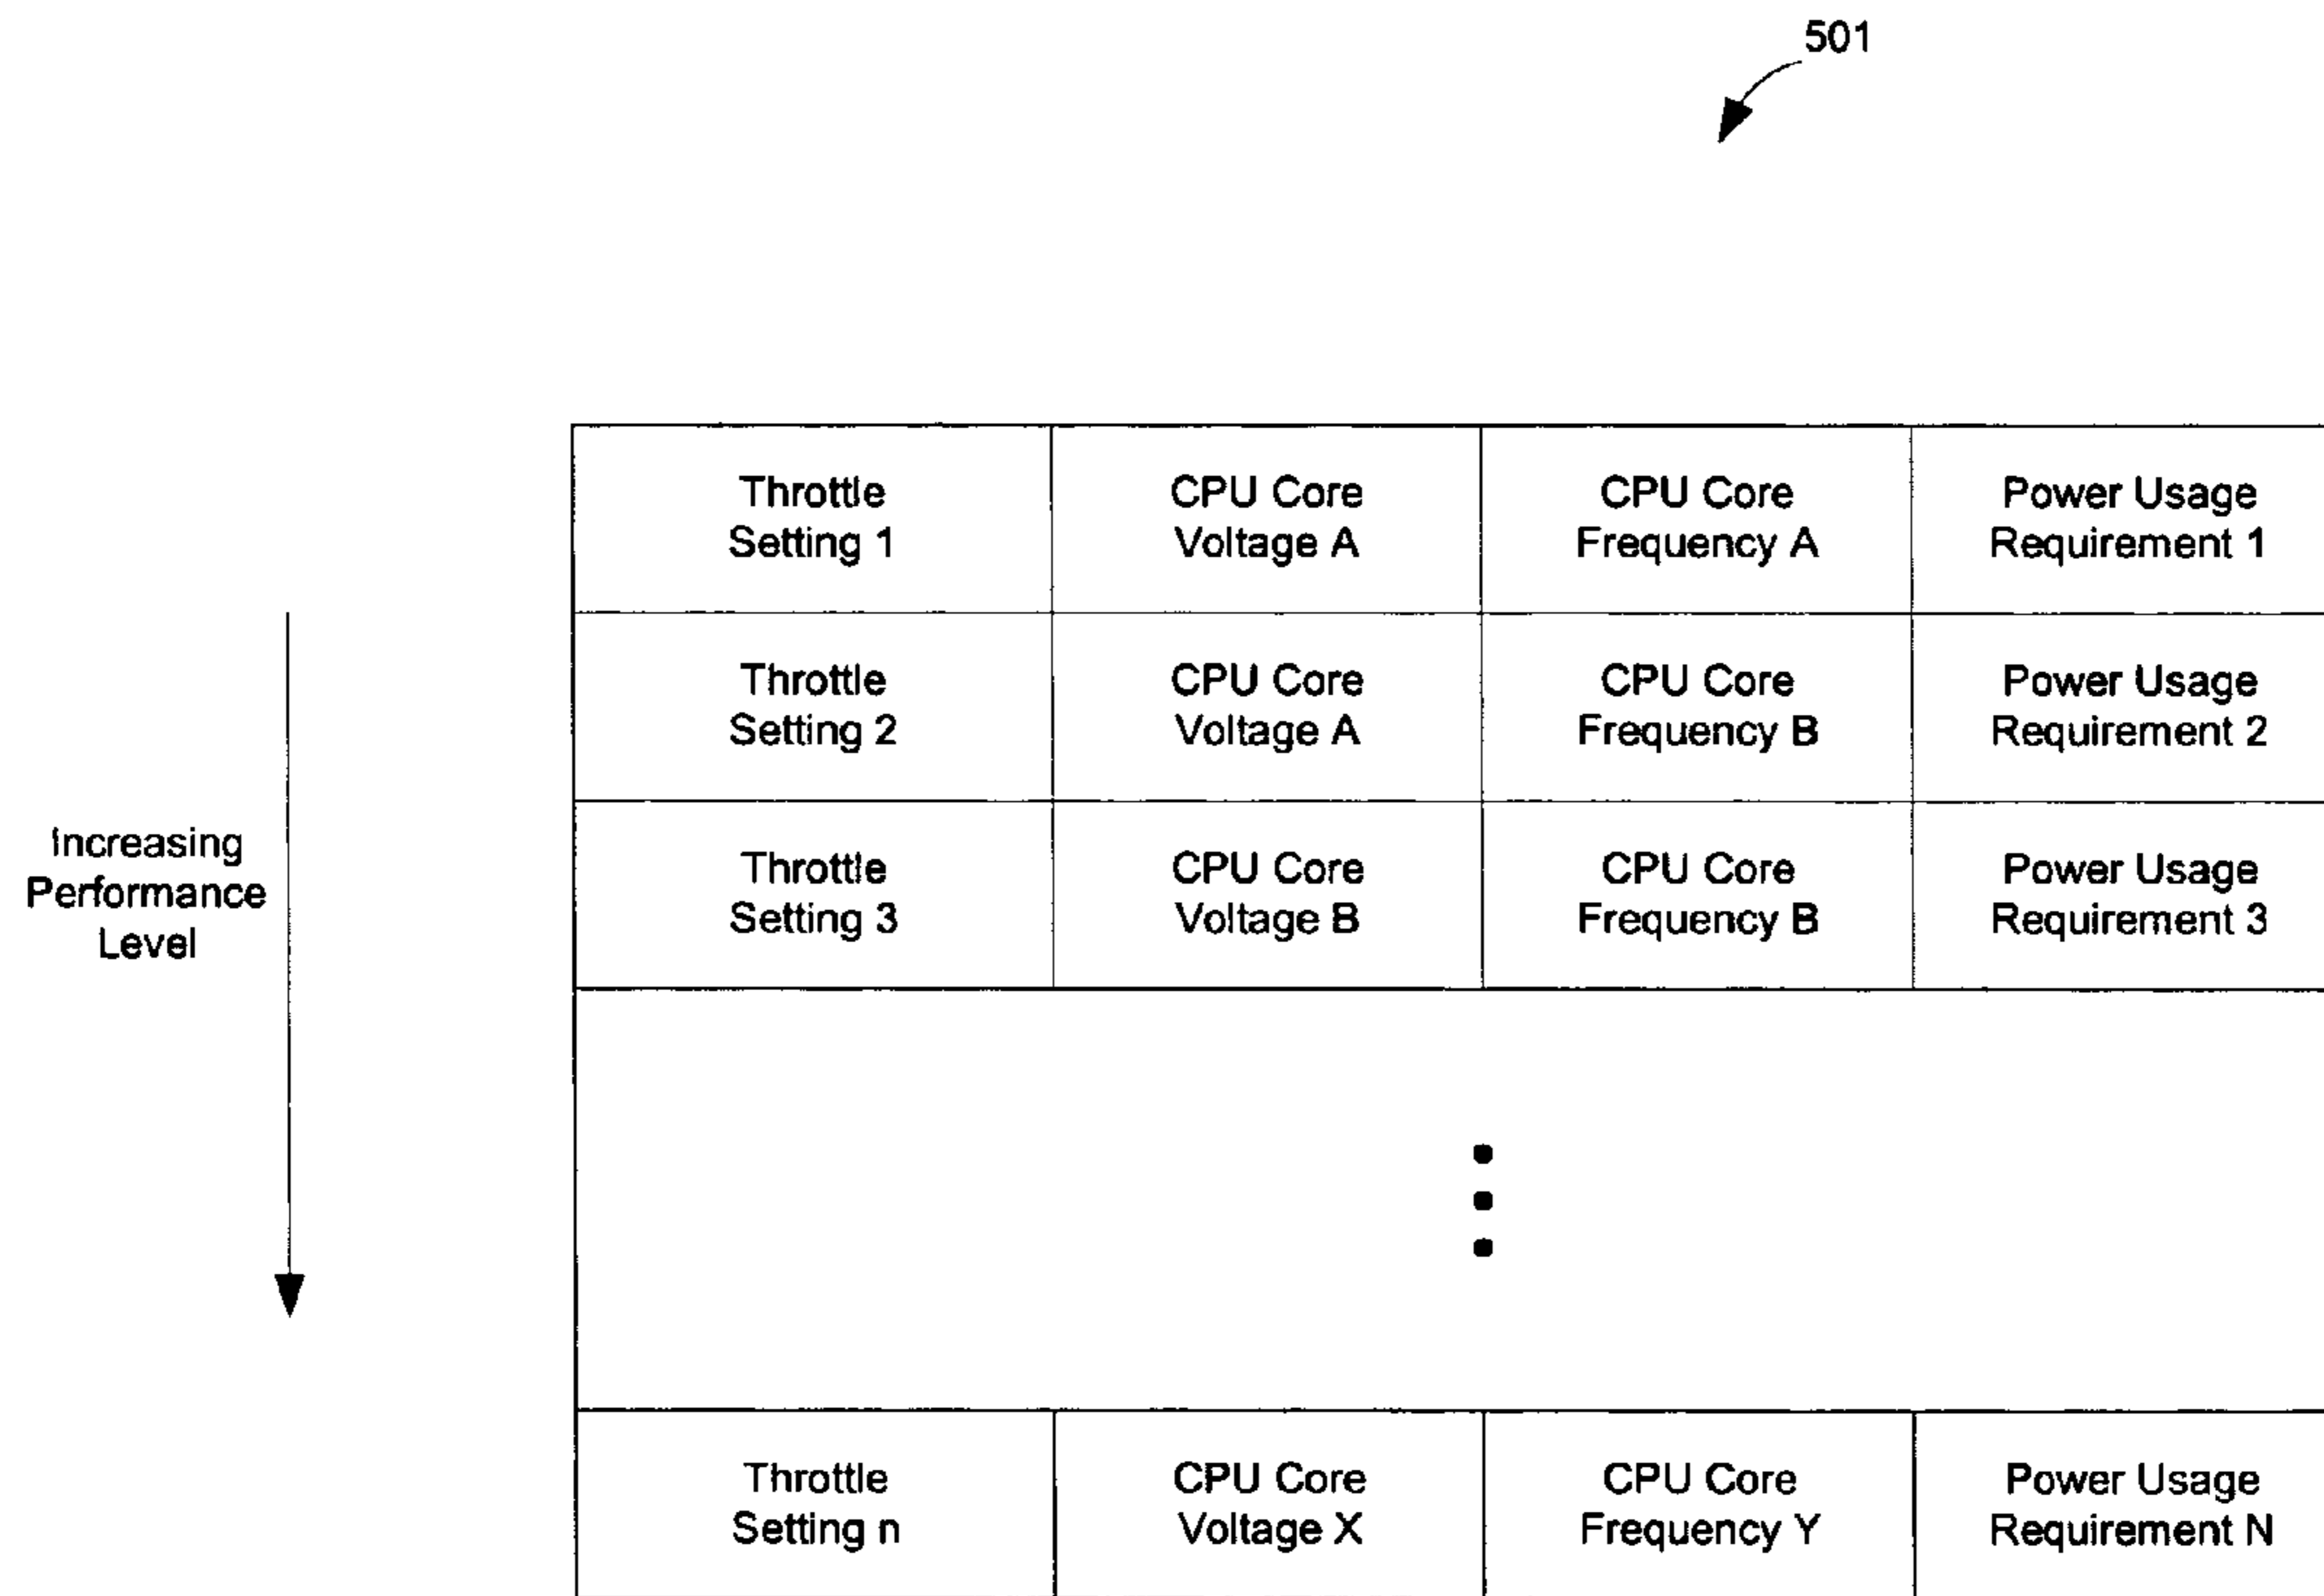 501
Throttle
Setting 1
CPU Core
Voltage A
CPU Core
Frequency A
Power Usage
Requirement 1
Throttle
Setting 2
CPU Core
Voltage A
CPU Core
Frequency B
Power Usage
Requirement 2
Increasing
Performance
Level
Throttle
Setting 3
CPU Core
Voltage B
CPU Core
Frequency B
Power Usage
Requirement 3
Throttle
Setting n
CPU Core
Voltage X
CPU Core
Frequency Y
Power Usage
Requirement N